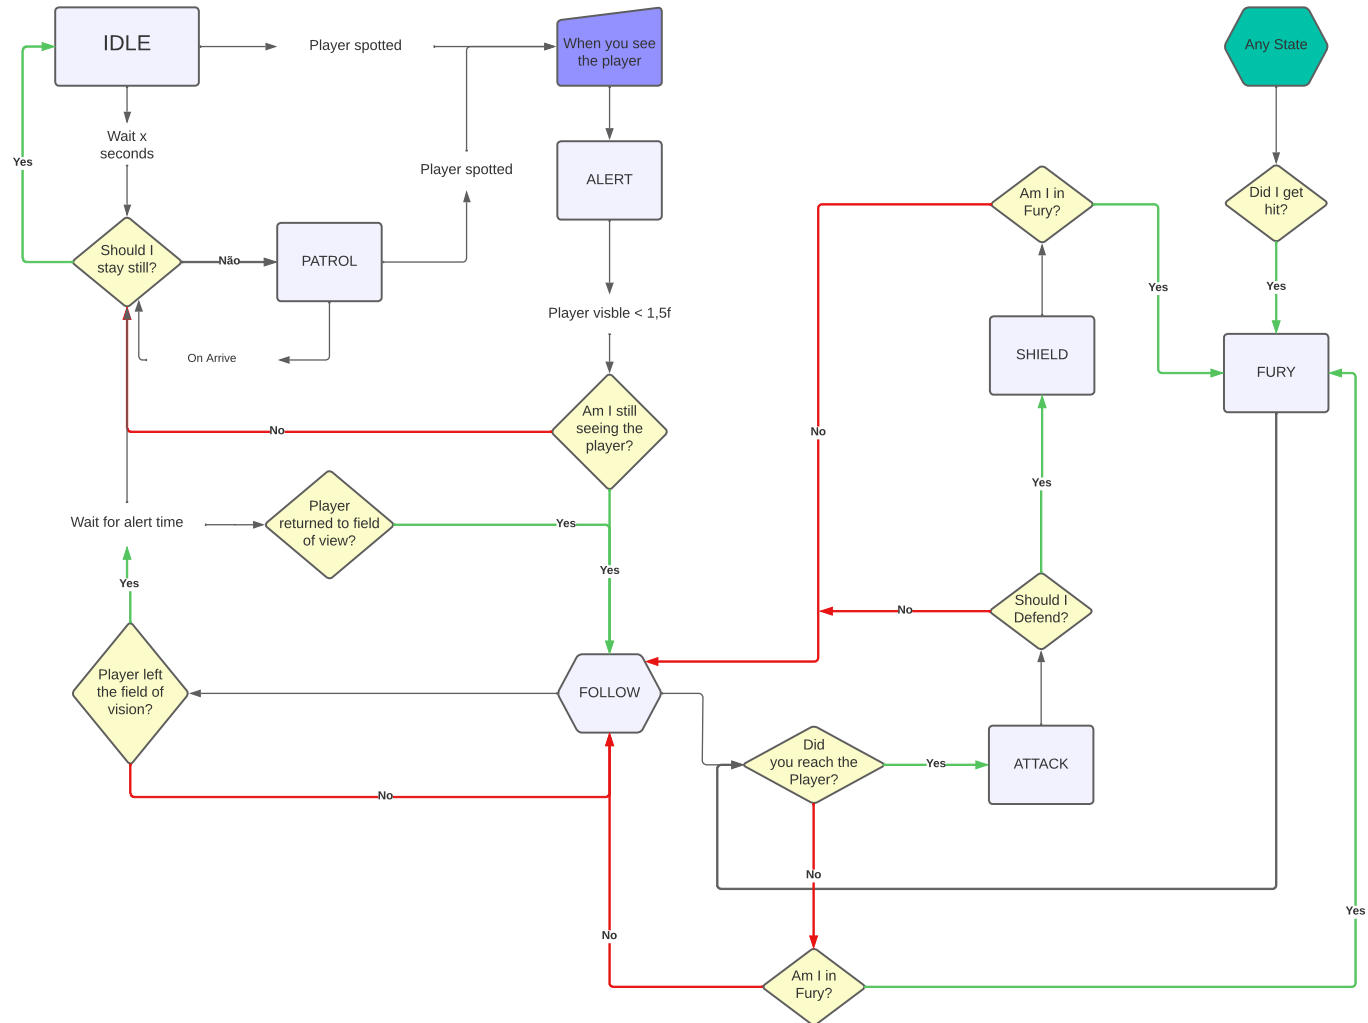 IDLE
Player spotted
When you see
the player
Any State
Wait x
seconds
Yes
Player spotted
ALERT
Am I in
Fury?
Did I get
hit?
Should I
stay still?
Não
PATROL
Yes
Yes
Player visble < 1,5f
On Arrive
SHIELD
FURY
Am I still
seeing the
player?
No
No
Yes
Player
returned to field
of view?
Wait for alert time
Yes
Yes
Yes
Should I
Defend?
No
Player left
the field of
vision?
FOLLOW
Did
you reach the
Player?
Yes
ATTACK
No
No
No
Yes
Am I in
Fury?